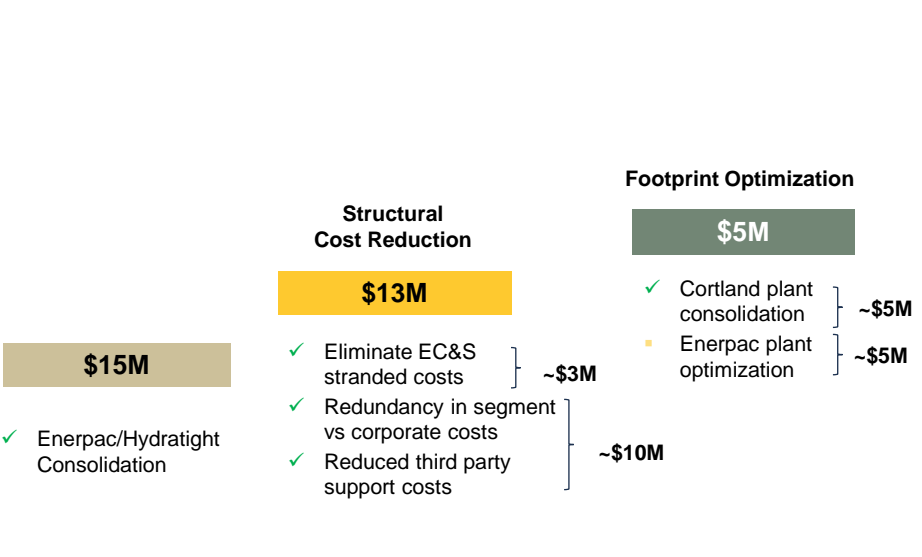 $15M
✓ Enerpac/Hydratight
Consolidation
Structural
Cost Reduction
$13M
✓ Eliminate EC&S
stranded costs
~$3M
✓ Redundancy in segment
vs corporate costs
✓ Reduced third party
support costs
~$10M
Footprint Optimization
$5M
✓ Cortland plant
consolidation
~$5M
▪ Enerpac plant
optimization
~$5M